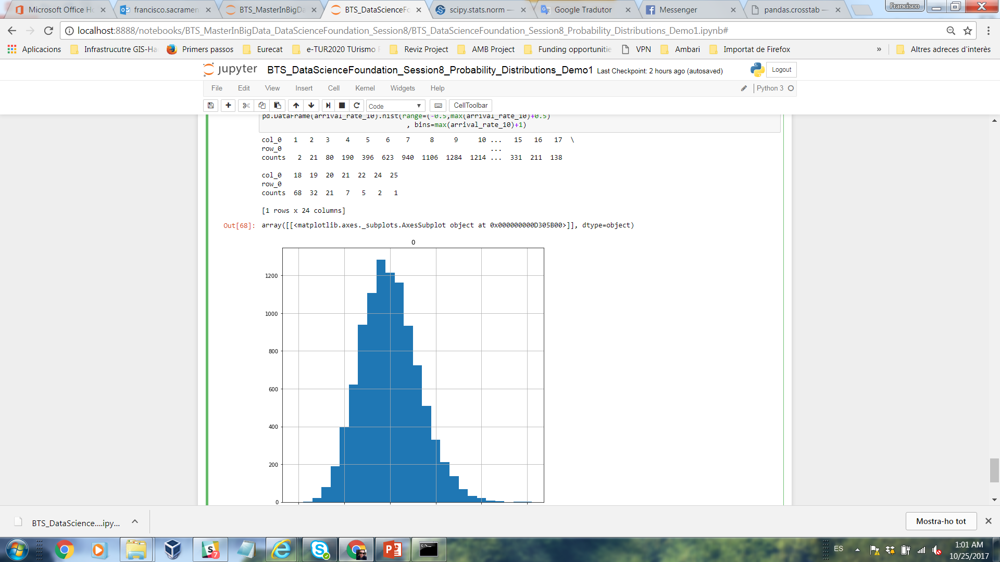 Microsoft Office Ho
francisco.sacramen
BTS_MasterInBigDa
BTS_DataScienceFo
scipy.stats.norm —
Google Tradutor
Messenger
pandas.crosstab —
Francisco
localhost:8888/notebooks/BTS_MasterInBigData_DataScienceFoundation_Session8/BTS_DataScienceFoundation_Session8_Probability_Distributions_Demo1.ipynb#
Aplicacions
Infrastrucutre GIS-Ha
Primers passos
Eurecat
e-TUR2020 TUrismo
Reviz Project
AMB Project
Funding opportunitie
VPN
Ambari
Importat de Firefox
»
Altres adreces d'interès
jupyter BTS_DataScienceFoundation_Session8_Probability_Distributions_Demo1 Last Checkpoint: 2 hours ago (autosaved)
Logout
File Edit View Insert Cell Kernel Widgets Help
Python 3
Code
CellToolbar
pd.DataFrame(arrival_rate_10).hist(range=(-0.5,max(arrival_rate_10)+0.5)
, bins=max(arrival_rate_10)+1)
col_0 1 2 3 4 5 6 7 8 9 10 ... 15 16 17 \
row_0 ...
counts 2 21 80 190 396 623 940 1106 1284 1214 ... 331 211 138
col_0 18 19 20 21 22 24 25
row_0
counts 68 32 21 7 5 2 1
[1 rows x 24 columns]
Out[68]: array([[<matplotlib.axes._subplots.AxesSubplot object at 0x000000000D305B00>]], dtype=object)
0
1200
1000
800
600
400
200
0
BTS_DataScience....ipy...
Mostra-ho tot
7
ES
1:01 AM
10/25/2017